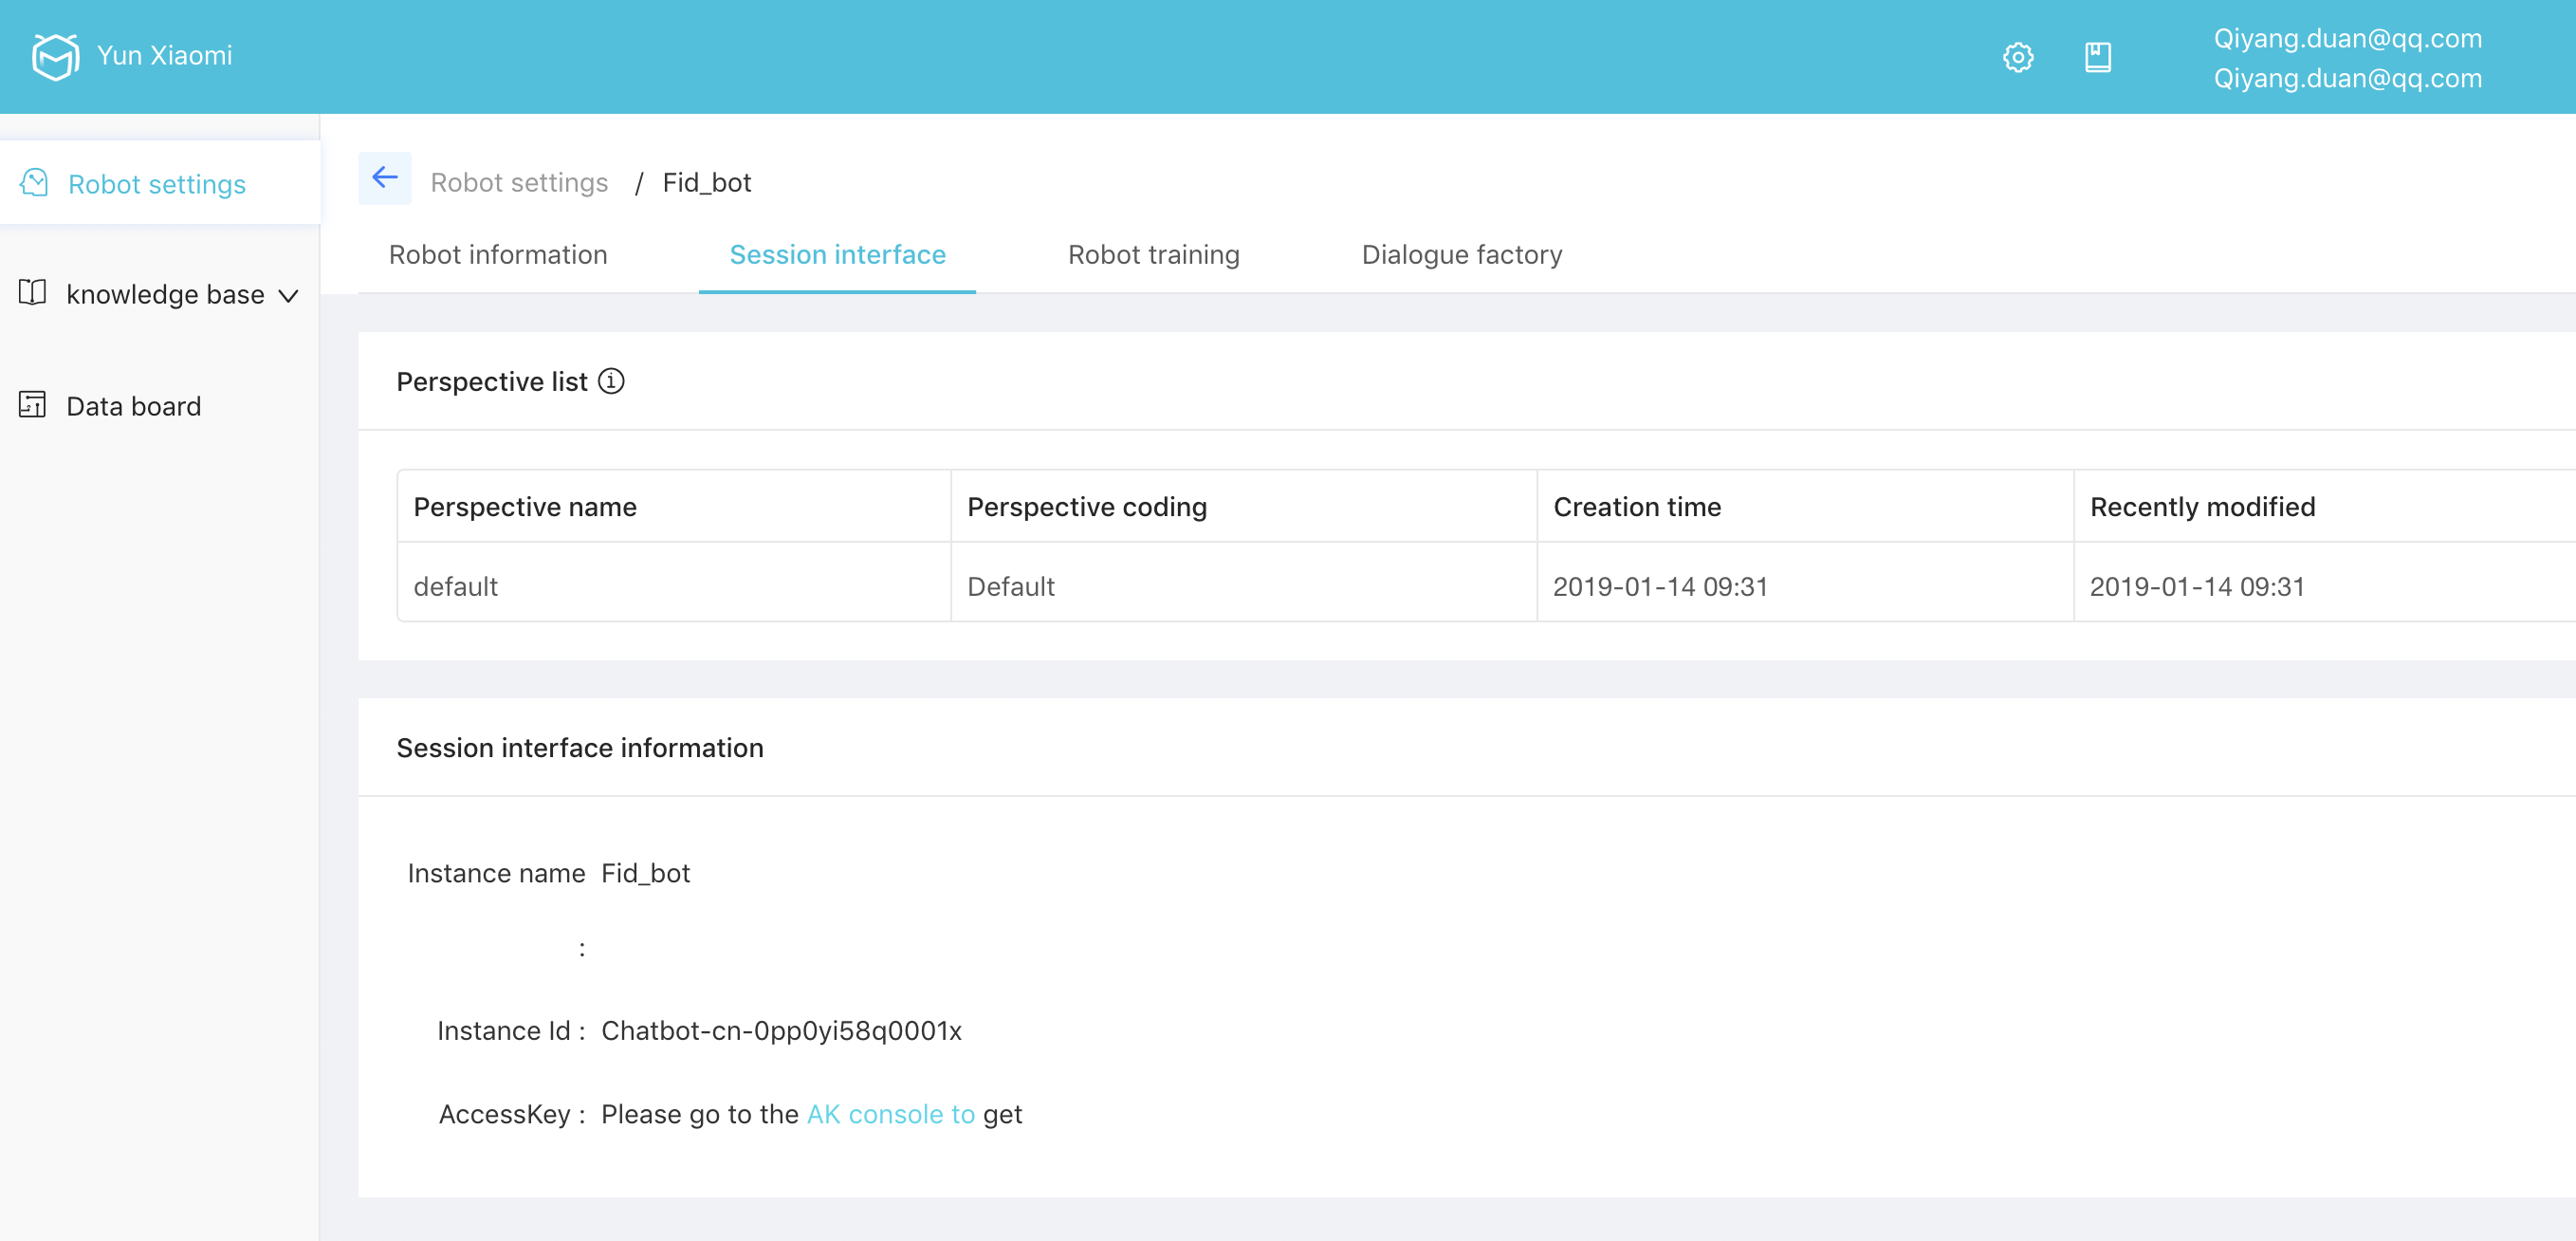 Yun Xiaomi
Qiyang.duan@qq.com
Qiyang.duan@qq.com
Robot settings
knowledge base
Data board
Robot settings / Fid_bot
Robot information Session interface Robot training Dialogue factory
Perspective list
Perspective name Perspective coding Creation time Recently modified
default Default 2019-01-14 09:31 2019-01-14 09:31
Session interface information
Instance name Fid_bot
:
Instance Id : Chatbot-cn-0pp0yi58q0001x
AccessKey : Please go to the AK console to get